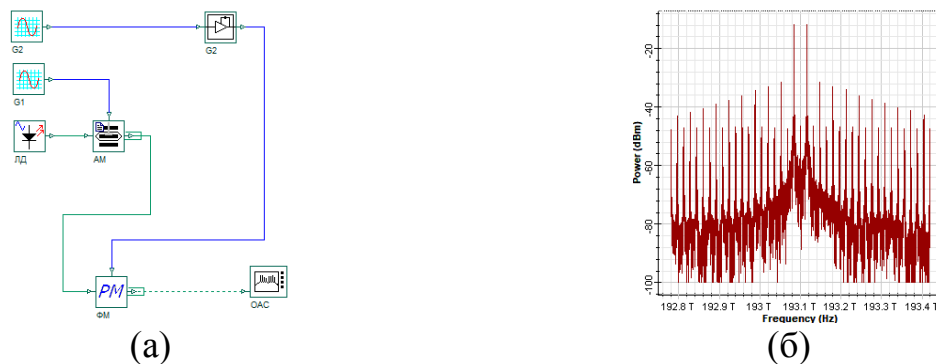 G2
G2
G1
ЛД
АМ
PM
ФМ
ОАС
Power (dBm)
-20
-40
-60
-80
-100
192.8 T
192.9 T
193 T
193.1 T
193.2 T
193.3 T
193.4 T
Frequency (Hz)
(а)
(б)